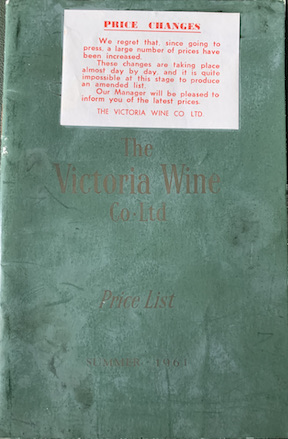 PRICE CHANGES
We regret that, since going to
press, a large number of prices have
been increased.
These changes are taking place
almost day by day, and it is quite
impossible at this stage to produce
an amended list.
Our Manager will be pleased to
inform you of the latest prices.
THE VICTORIA WINE CO LTD
The
Victoria Wine
Co·Ltd
Price List
SUMMER · 1961